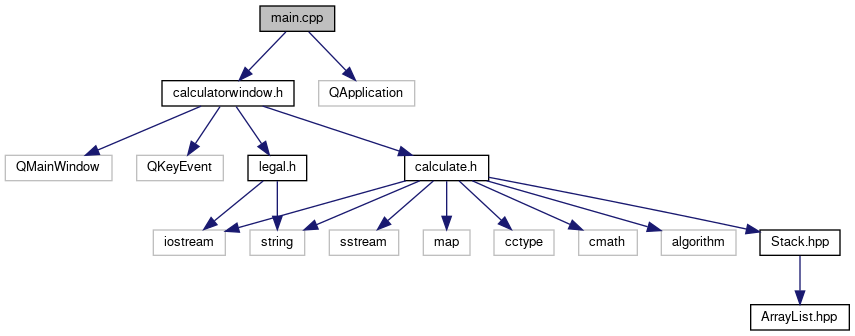 main.cpp
calculatorwindow.h
QApplication
QMainWindow
QKeyEvent
legal.h
calculate.h
iostream
string
sstream
map
cctype
cmath
algorithm
Stack.hpp
ArrayList.hpp